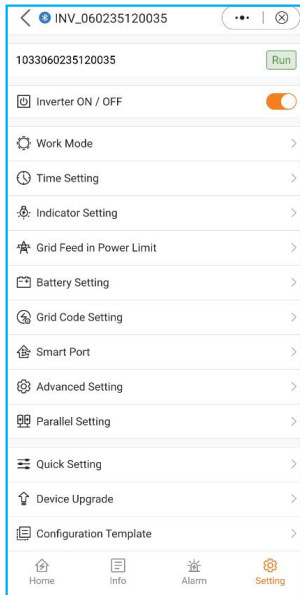 INV_060235120035
1033060235120035 Run
Inverter ON / OFF
Work Mode
Time Setting
Indicator Setting
Grid Feed in Power Limit
Battery Setting
Grid Code Setting
Smart Port
Advanced Setting
Parallel Setting
Quick Setting
Device Upgrade
Configuration Template
Home Info Alarm Setting